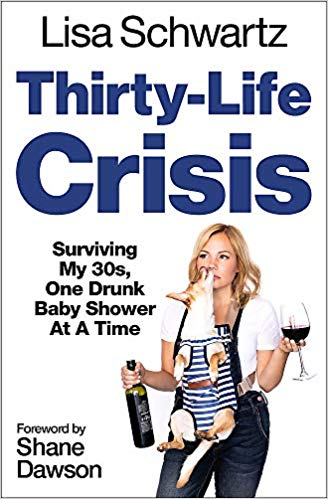 Lisa Schwartz
Thirty-Life
Crisis
Surviving
My 30s,
One Drunk
Baby Shower
At A Time
Foreword by
Shane
Dawson